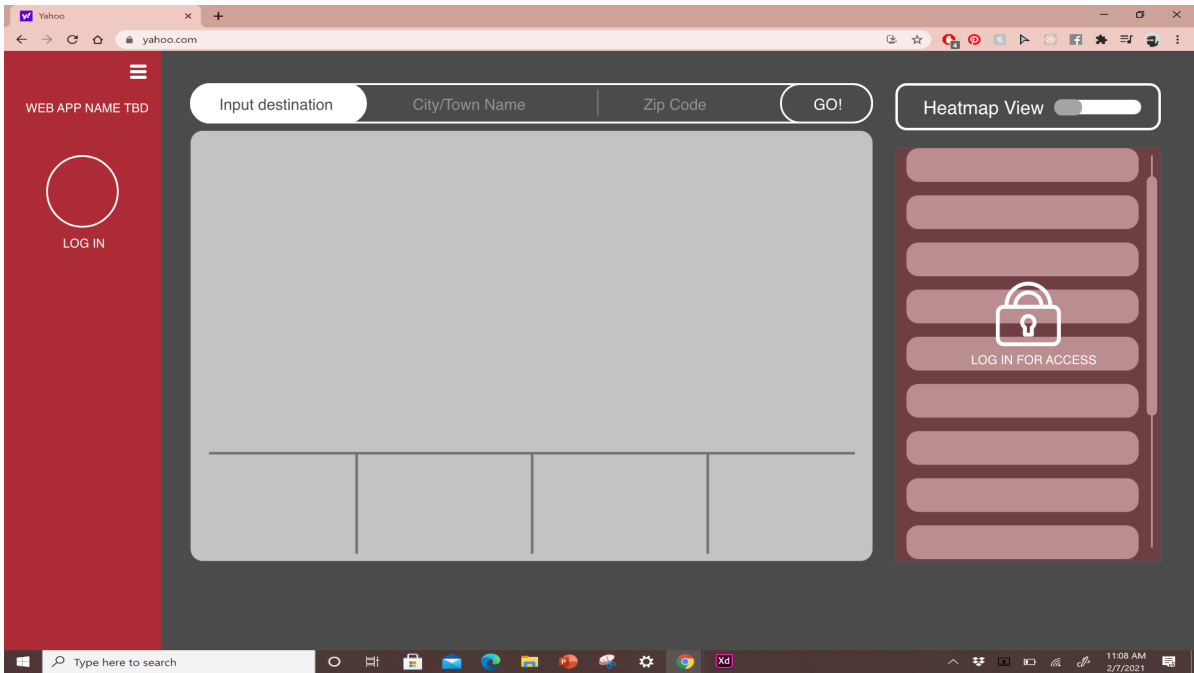 Yahoo
yahoo.com
4
WEB APP NAME TBD
LOG IN
Input destination
City/Town Name
Zip Code
GO!
Heatmap View
LOG IN FOR ACCESS
Type here to search
Xd
11:08 AM
2/7/2021